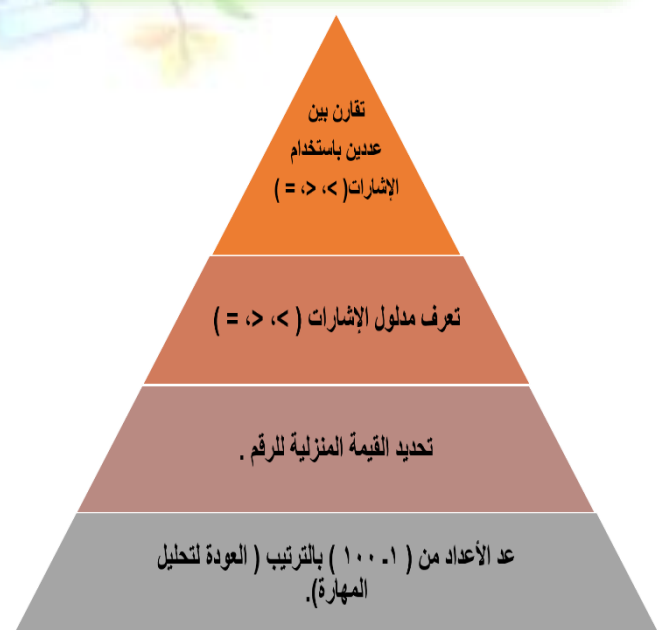 تقارن بين
عددين باستخدام
الإشارات( >، <، = )
تعرف مدلول الإشارات ( >، <، = )
تحديد القيمة المنزلية للرقم .
عد الأعداد من ( ١ـ ١٠٠ ) بالترتيب ( العودة لتحليل
المهارة).